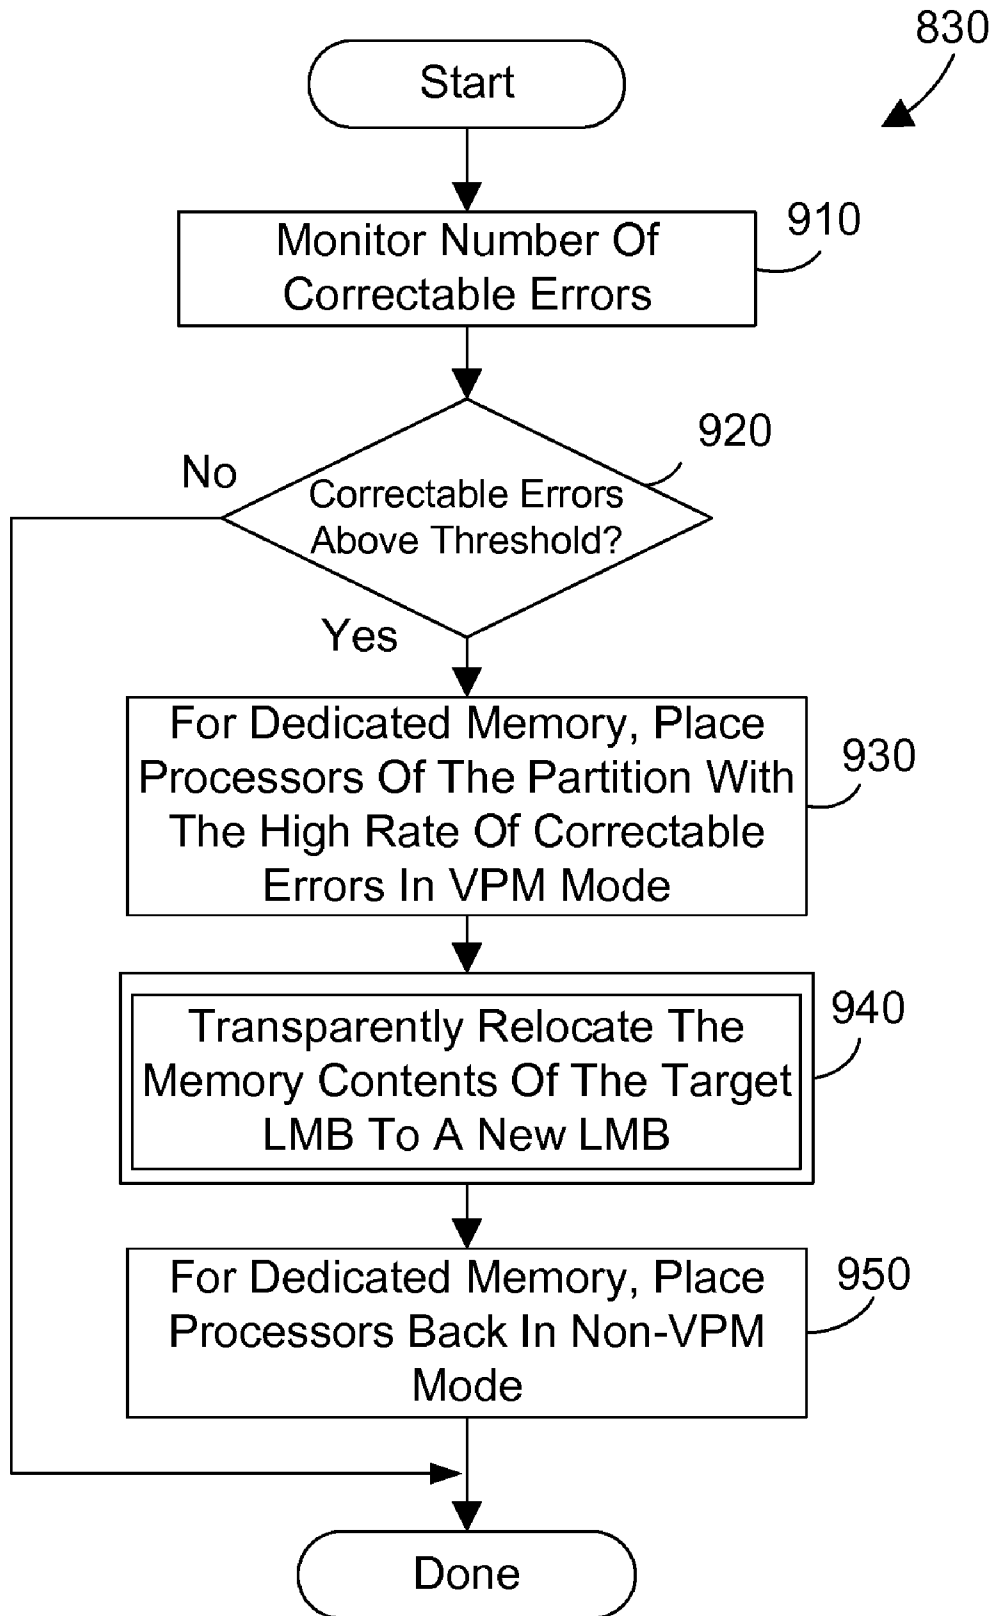 830
Start
910
Monitor Number Of
Correctable Errors
920
No
Correctable Errors
Above Threshold?
Yes
For Dedicated Memory, Place
Processors Of The Partition With
The High Rate Of Correctable
Errors In VPM Mode
930
Transparently Relocate The
Memory Contents Of The Target
LMB To A New LMB
940
For Dedicated Memory, Place
Processors Back In Non-VPM
Mode
950
Done